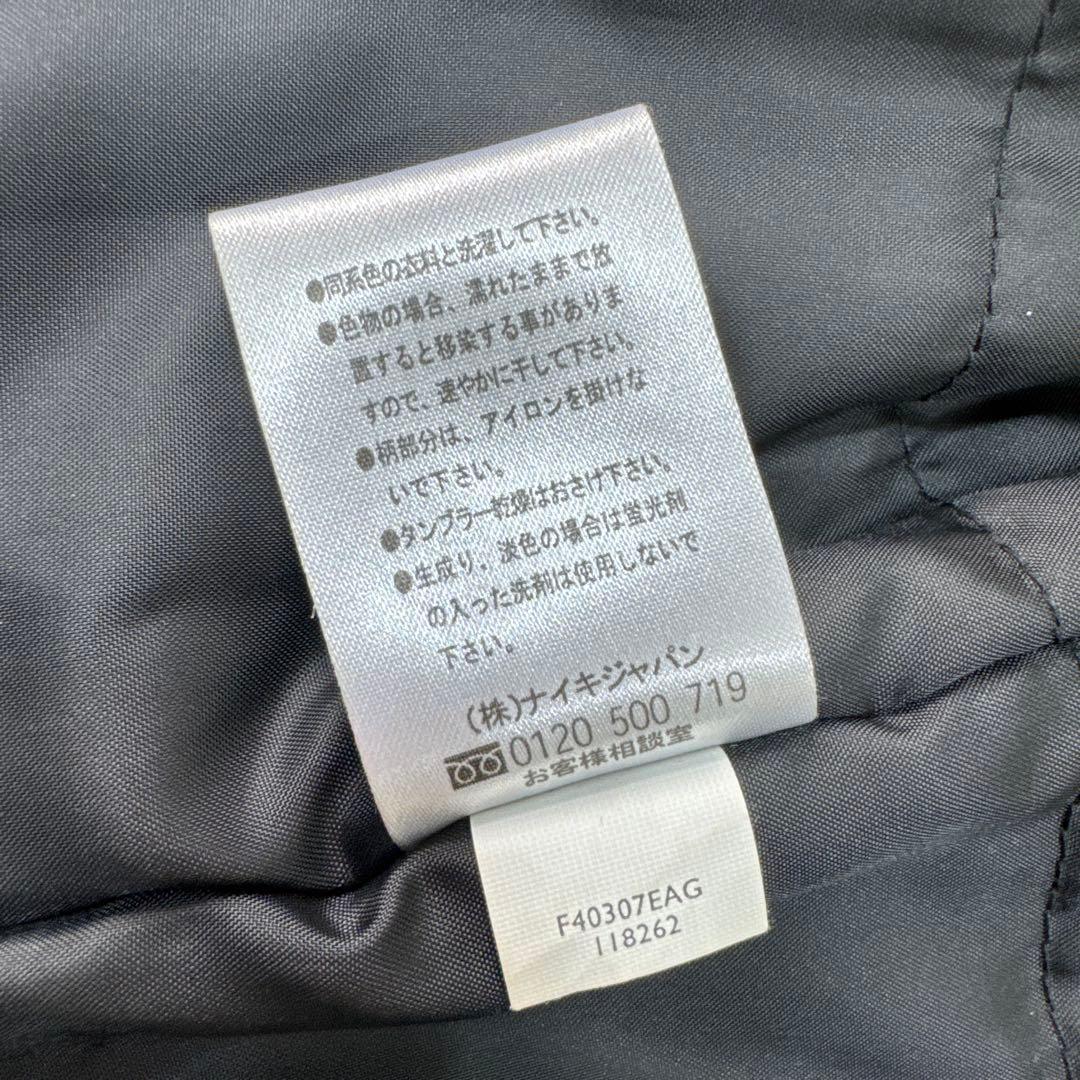 ●同系色の衣料と洗濯して下さい。
●色物の場合、濡れたままで放
置すると移染する事がありま
すので、速やかに干して下さい。
●柄部分は、アイロンを掛けな
いで下さい。
●タンブラー乾燥はおさけ下さい。
●生成り、淡色の場合は蛍光剤
の入った洗剤は使用しないで
下さい。
(株)ナイキジャパン
0120 500 719
お客様相談室
F40307EAG
118262